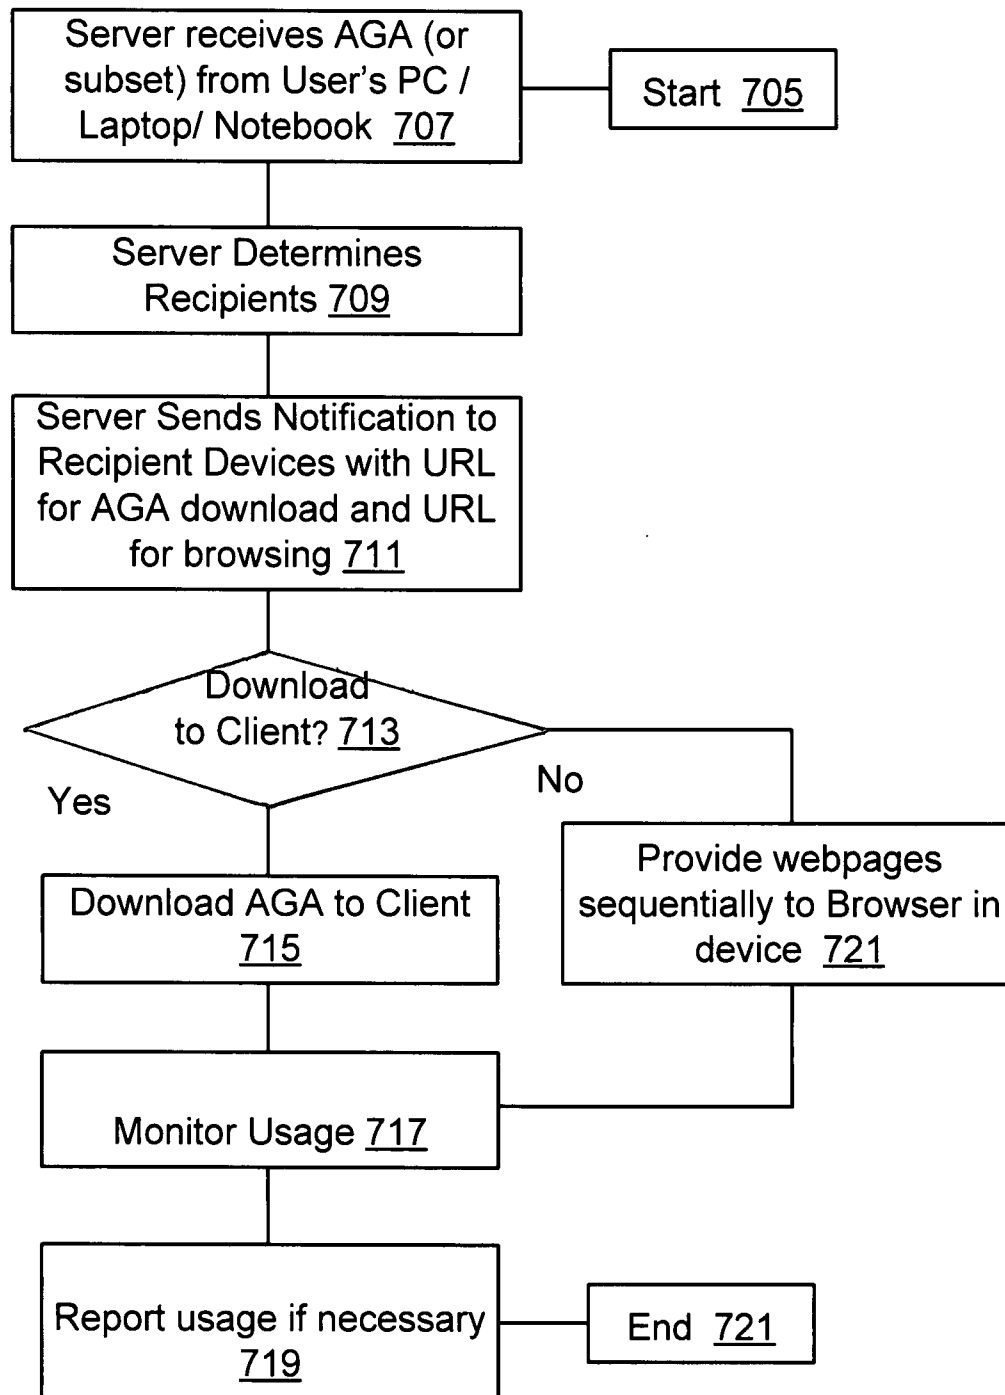 Server receives AGA (or
subset) from User's PC /
Laptop/ Notebook 707
Start 705
Server Determines
Recipients 709
Server Sends Notification to
Recipient Devices with URL
for AGA download and URL
for browsing 711
Download
to Client? 713
Yes
No
Download AGA to Client
715
Provide webpages
sequentially to Browser in
device 721
Monitor Usage 717
Report usage if necessary
719
End 721